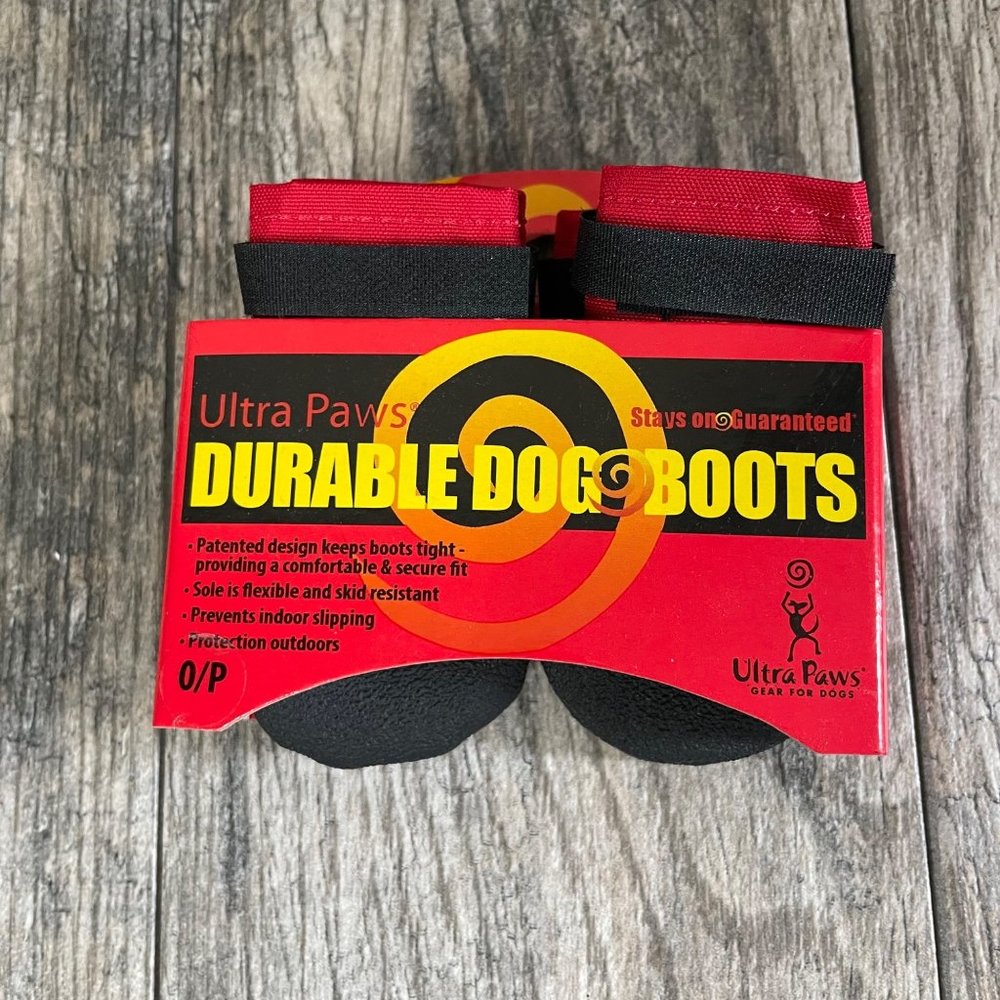 Ultra Paws®
Stays on Guaranteed
DURABLE DOG BOOTS
• Patented design keeps boots tight -
providing a comfortable & secure fit
• Sole is flexible and skid resistant
• Prevents indoor slipping
• Protection outdoors
O/P
Ultra Paws
GEAR FOR DOGS